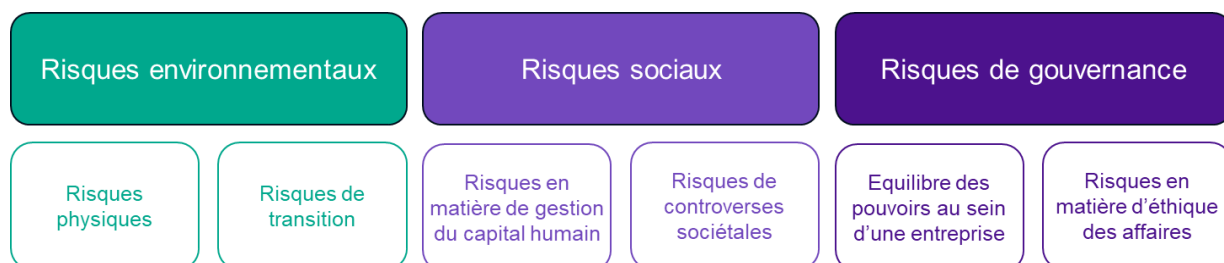 Risques environnementaux
Risques sociaux
Risques de gouvernance
Risques
physiques
Risques de
transition
Risques en
matière de gestion
du capital humain
Risques de
controverses
sociétales
Equilibre des
pouvoirs au sein
d’une entreprise
Risques en
matière d’éthique
des affaires